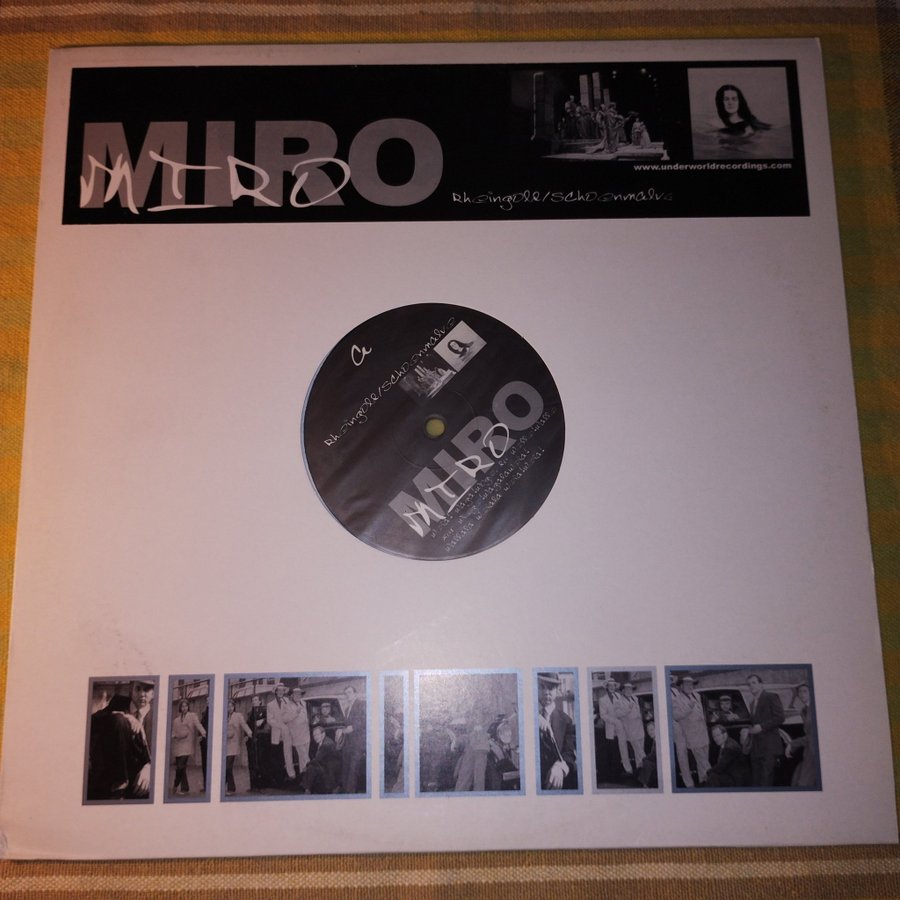 MIRO
MIRO
www.underworldrecordings.com
Rheingold/Schoenmalve
a
Rheingold/Schoenmalve
MIRO
MIRO